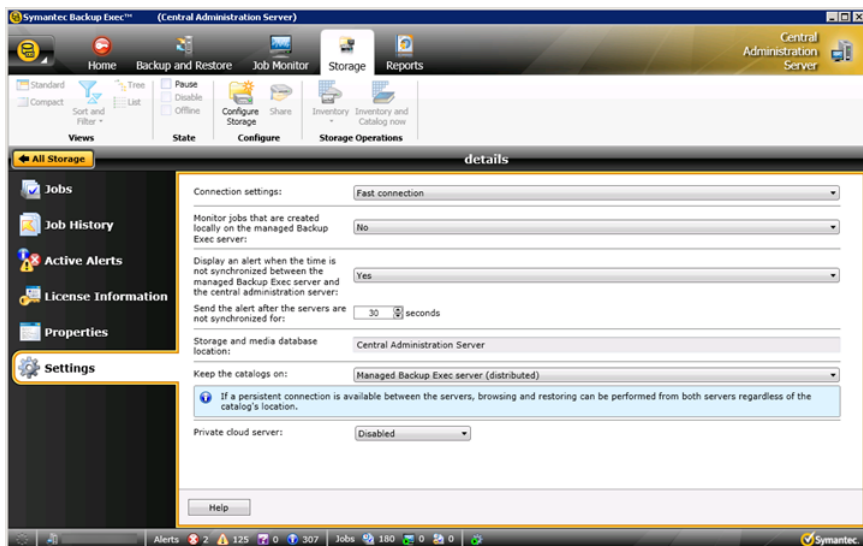 Symantec Backup Exec™ (Central Administration Server)
Central
Administration
Server
Home Backup and Restore Job Monitor Storage Reports
Standard
Compact
Sort and
Filter
Tree
List
Views
Pause
Disable
Offline
State
Configure
Storage
Share
Configure
Inventory
Inventory and
Catalog now
Storage Operations
All Storage
details
Jobs
Job History
Active Alerts
License Information
Properties
Settings
Connection settings: Fast connection
Monitor jobs that are created
locally on the managed Backup
Exec server:
No
Display an alert when the time is
not synchronized between the
managed Backup Exec server and
the central administration server:
Yes
Send the alert after the servers are
not synchronized for:
30 seconds
Storage and media database
location:
Central Administration Server
Keep the catalogs on: Managed Backup Exec server (distributed)
If a persistent connection is available between the servers, browsing and restoring can be performed from both servers regardless of the
catalog's location.
Private cloud server: Disabled
Help
Alerts 2 125 0 307 Jobs 180 0 0
Symantec.